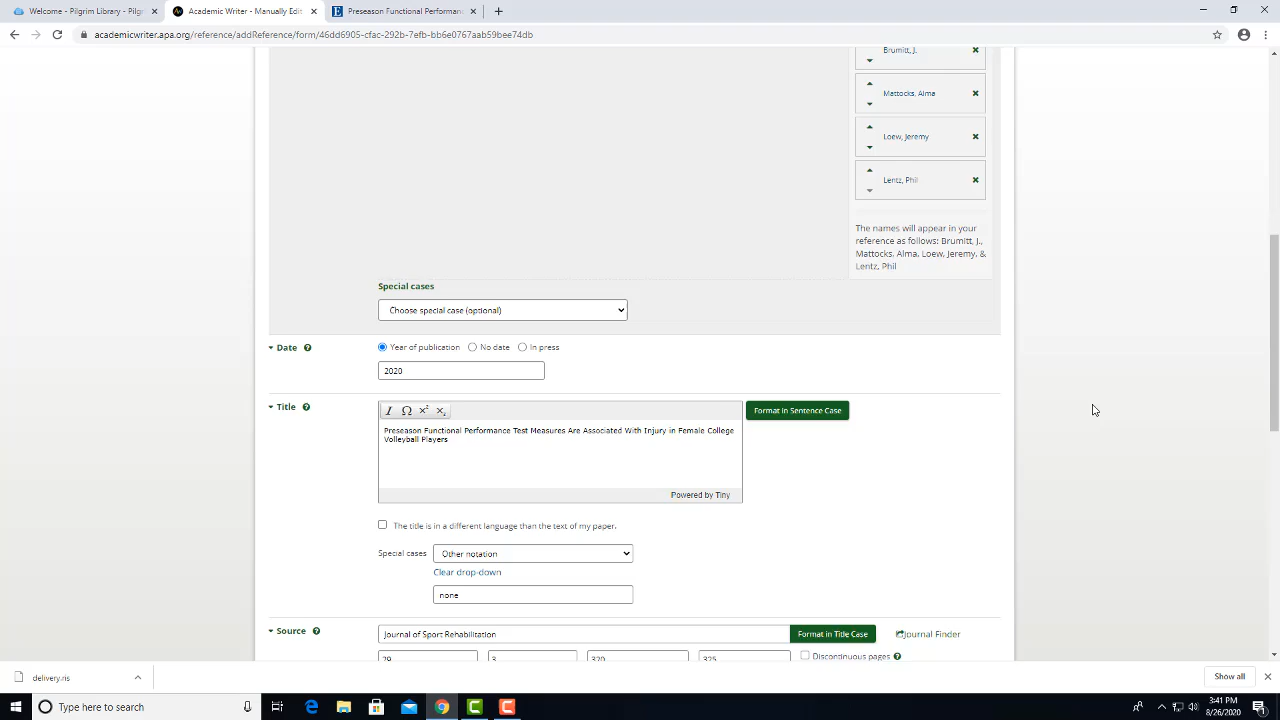 Welcome - Pilgrim Library - Pilgr
Academic Writer - Manually Edit
Preseason Functional Performan
academicwriter.apa.org/reference/addReference/form/46dd6905-cfac-292b-7efb-bb6e0767aab59bee74db
Brumitt, J.
Mattocks, Alma
Loew, Jeremy
Lentz, Phil
The names will appear in your
reference as follows: Brumitt, J.,
Mattocks, Alma, Loew, Jeremy, &
Lentz, Phil
Special cases
Choose special case (optional)
Date
Year of publication No date In press
2020
Title
Format in Sentence Case
Preseason Functional Performance Test Measures Are Associated With Injury in Female College
Volleyball Players
Powered by Tiny
The title is in a different language than the text of my paper.
Special cases Other notation
Clear drop-down
none
Source
Journal of Sport Rehabilitation
Format in Title Case
Journal Finder
29 3 320 325 Discontinuous pages
delivery.ris
Show all
Type here to search
3:41 PM
8/26/2020